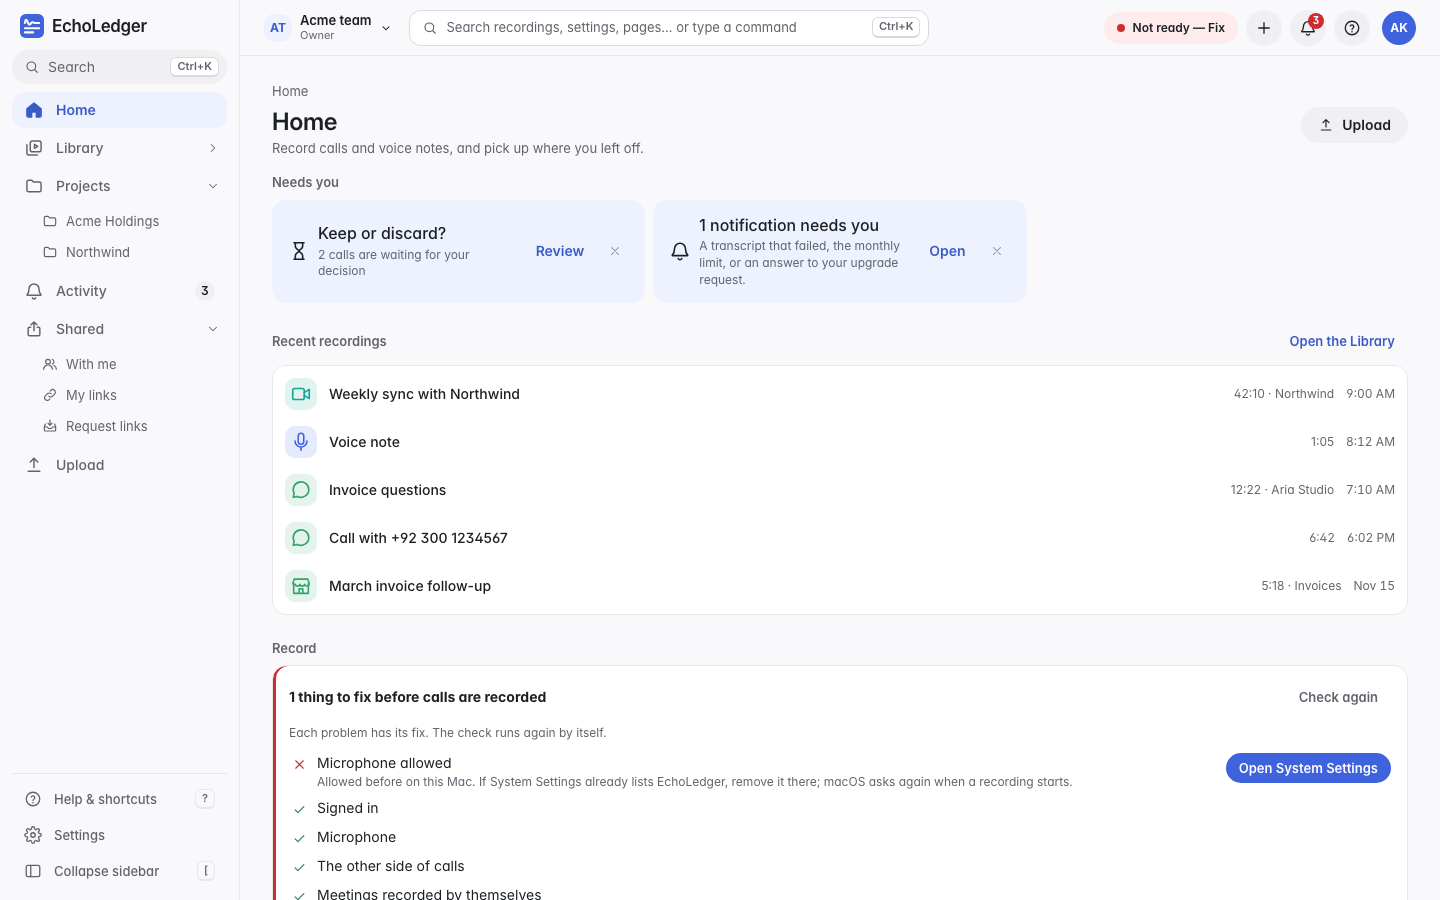 EchoLedger
Search
Ctrl+K
Home
Library
Projects
Acme Holdings
Northwind
Activity
3
Shared
With me
My links
Request links
Upload
Help & shortcuts
?
Settings
Collapse sidebar
[
AT
Acme team
Owner
Search recordings, settings, pages... or type a command
Ctrl+K
Not ready — Fix
3
AK
Home
Home
Record calls and voice notes, and pick up where you left off.
Upload
Needs you
Keep or discard?
2 calls are waiting for your
decision
Review
1 notification needs you
A transcript that failed, the monthly
limit, or an answer to your upgrade
request.
Open
Recent recordings
Open the Library
Weekly sync with Northwind
42:10 · Northwind 9:00 AM
Voice note
1:05 8:12 AM
Invoice questions
12:22 · Aria Studio 7:10 AM
Call with +92 300 1234567
6:42 6:02 PM
March invoice follow-up
5:18 · Invoices Nov 15
Record
1 thing to fix before calls are recorded
Check again
Each problem has its fix. The check runs again by itself.
Microphone allowed
Allowed before on this Mac. If System Settings already lists EchoLedger, remove it there; macOS asks again when a recording starts.
Open System Settings
Signed in
Microphone
The other side of calls
Meetings recorded by themselves